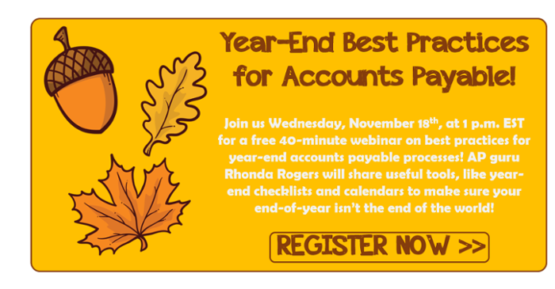 Year-End Best Practices
for Accounts Payable!
Join us Wednesday, November 18th, at 1 p.m. EST
for a free 40-minute webinar on best practices for
year-end accounts payable processes! AP guru
Rhonda Rogers will share useful tools, like year-
end checklists and calendars to make sure your
end-of-year isn't the end of the world!
REGISTER NOW >>